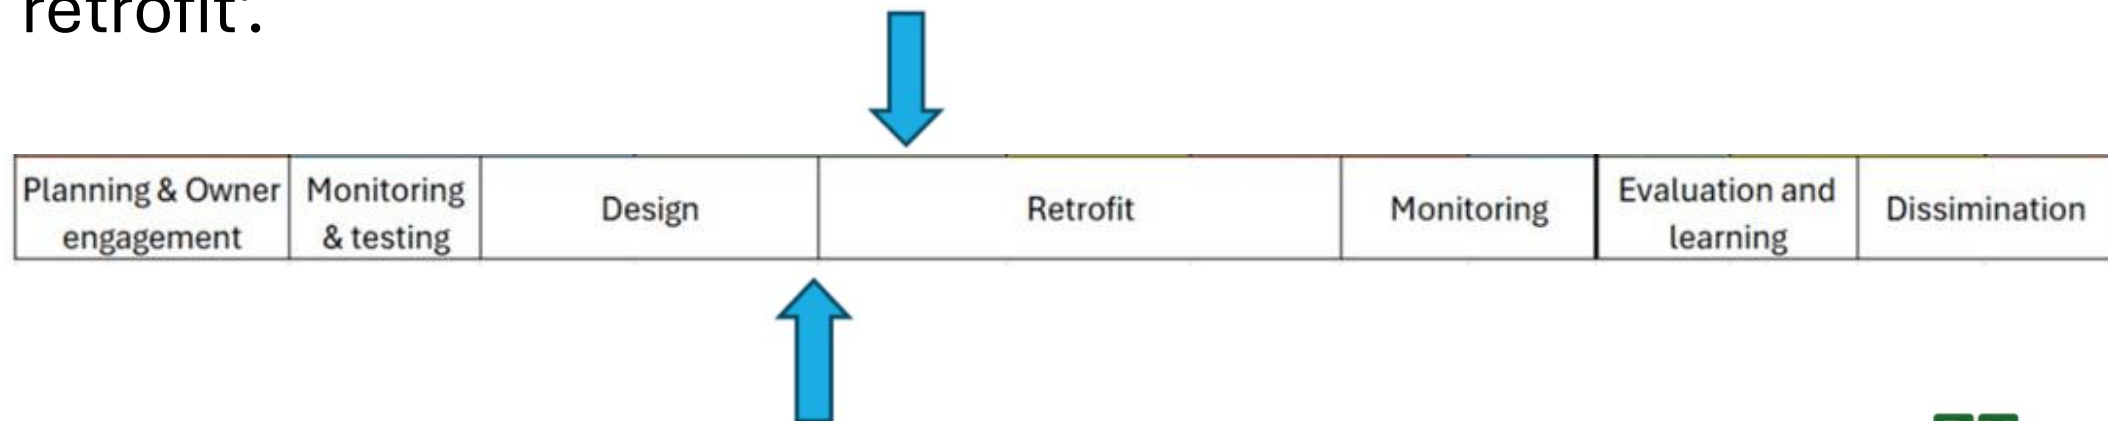 retrofit'.
Planning & Owner
engagement
Monitoring
& testing
Design
Retrofit
Monitoring
Evaluation and
learning
Dissimination